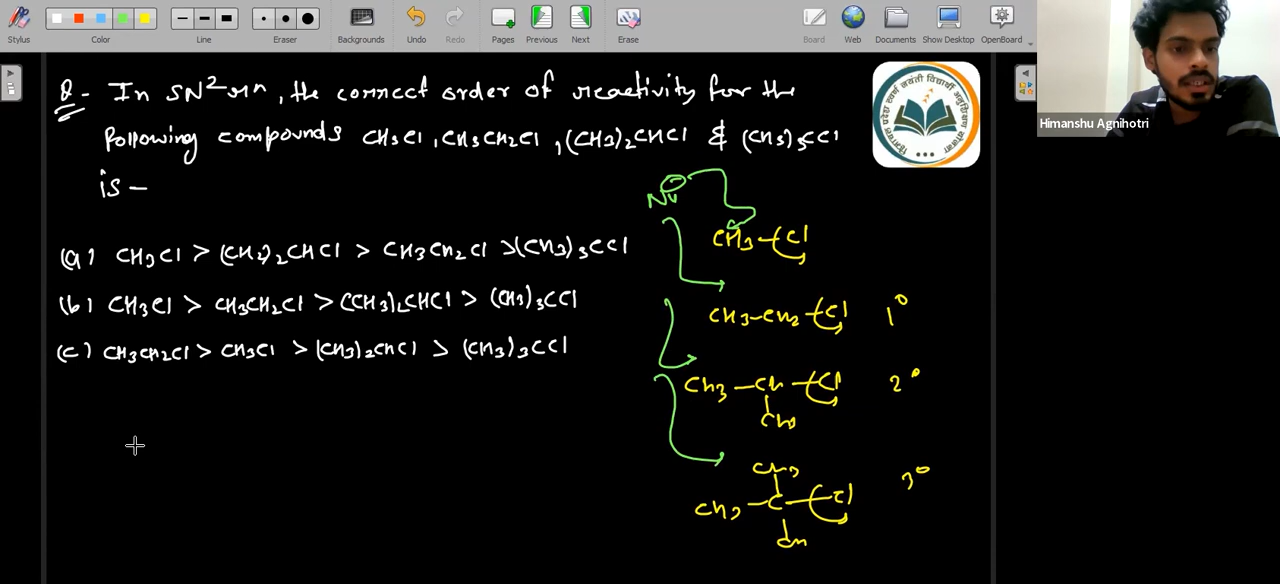 Stylus
Color
Line
Eraser
Backgrounds
Undo
Redo
Pages
Previous
Next
Erase
Board
Web
Documents
Show Desktop
OpenBoard
Himanshu Agnihotri
Q- In SN2 rxn, the correct order of reactivity for the
following compounds CH3Cl, CH3CH2Cl, (CH3)2CHCl & (CH3)3CCl
is -
(a) CH3Cl > (CH3)2CHCl > CH3CH2Cl > (CH3)3CCl
(b) CH3Cl > CH3CH2Cl > (CH3)2CHCl > (CH3)3CCl
(c) CH3CH2Cl > CH3Cl > (CH3)2CHCl > (CH3)3CCl
Nu
CH3-Cl
CH3-CH2-Cl 1°
CH3-CH-Cl 2°
CH3
CH3
CH3-C-Cl 3°